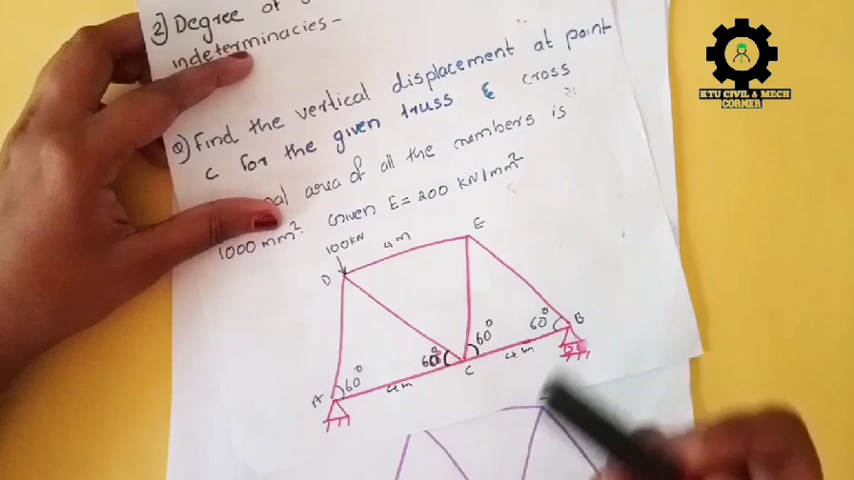 2) Degree of
indeterminacies-
Q) Find the vertical displacement at point
C for the given truss & cross
nal area of all the members is
1000 mm². Given E = 200 kN/mm²
100KN
4m
E
D
60°
60°
60°
60°
B
A
4m
C
4m
KTU CIVIL & MECH
CORNER